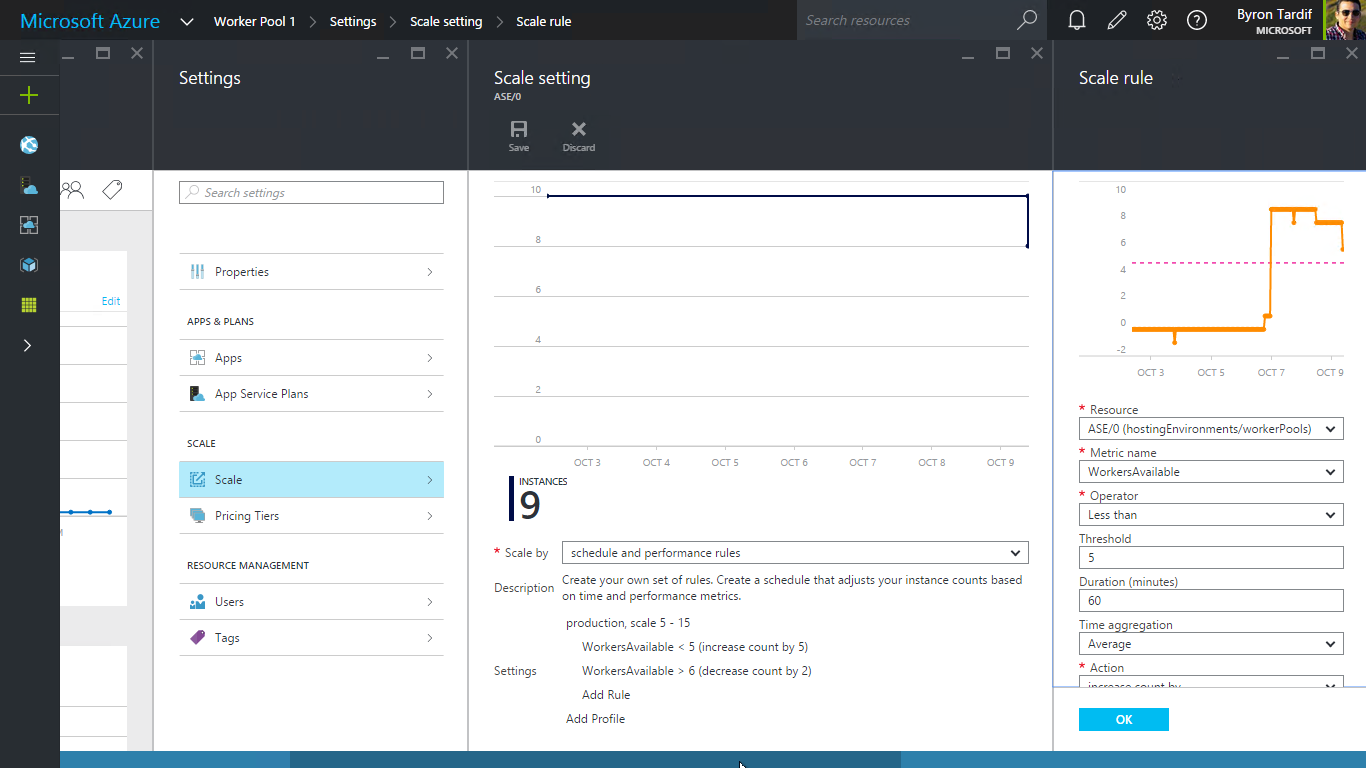 Microsoft Azure
Worker Pool 1
Settings
Scale setting
Scale rule
Search resources
Byron Tardif
MICROSOFT
Edit
Settings
Search settings
Properties
APPS & PLANS
Apps
App Service Plans
SCALE
Scale
Pricing Tiers
RESOURCE MANAGEMENT
Users
Tags
Scale setting
ASE/0
Save
Discard
10
8
6
4
2
0
OCT 3
OCT 4
OCT 5
OCT 6
OCT 7
OCT 8
OCT 9
INSTANCES
9
* Scale by
schedule and performance rules
Description
Create your own set of rules. Create a schedule that adjusts your instance counts based
on time and performance metrics.
production, scale 5 - 15
WorkersAvailable < 5 (increase count by 5)
Settings
WorkersAvailable > 6 (decrease count by 2)
Add Rule
Add Profile
Scale rule
10
8
6
4
2
0
-2
OCT 3
OCT 5
OCT 7
OCT 9
* Resource
ASE/0 (hostingEnvironments/workerPools)
* Metric name
WorkersAvailable
* Operator
Less than
Threshold
5
Duration (minutes)
60
Time aggregation
Average
* Action
increase count by
OK